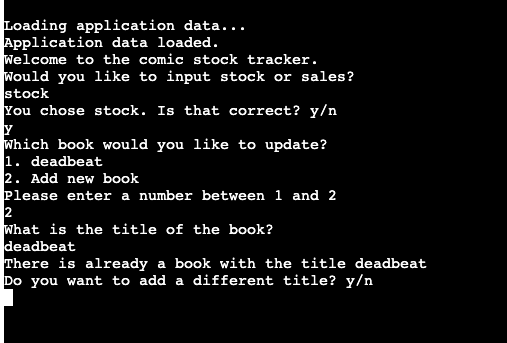 Loading application data...
Application data loaded.
Welcome to the comic stock tracker.
Would you like to input stock or sales?
stock
You chose stock. Is that correct? y/n
y
Which book would you like to update?
1. deadbeat
2. Add new book
Please enter a number between 1 and 2
2
What is the title of the book?
deadbeat
There is already a book with the title deadbeat
Do you want to add a different title? y/n